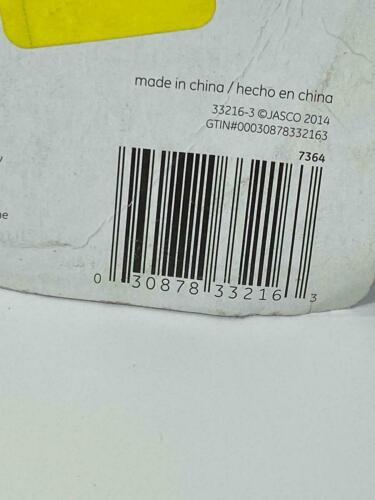 made in china / hecho en china
33216-3 ©JASCO 2014
GTIN#00030878332163
7364
0 30878 33216 3